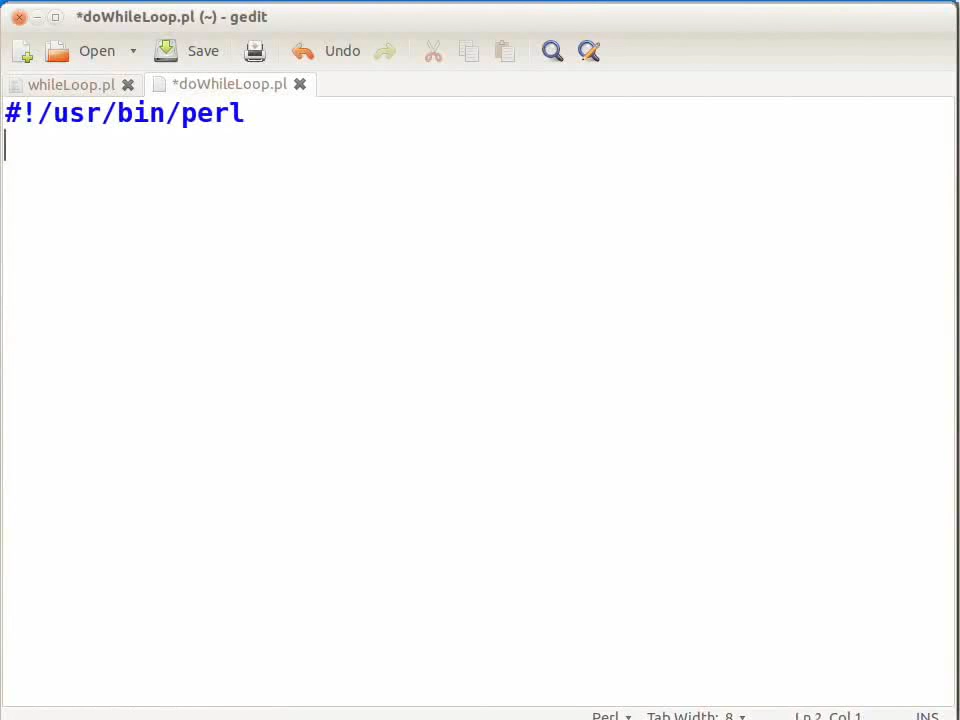 *doWhileLoop.pl (~) - gedit
Open Save Undo
whileLoop.pl *doWhileLoop.pl
#!/usr/bin/perl
Perl Tab Width: 8 Ln 2, Col 1 INS